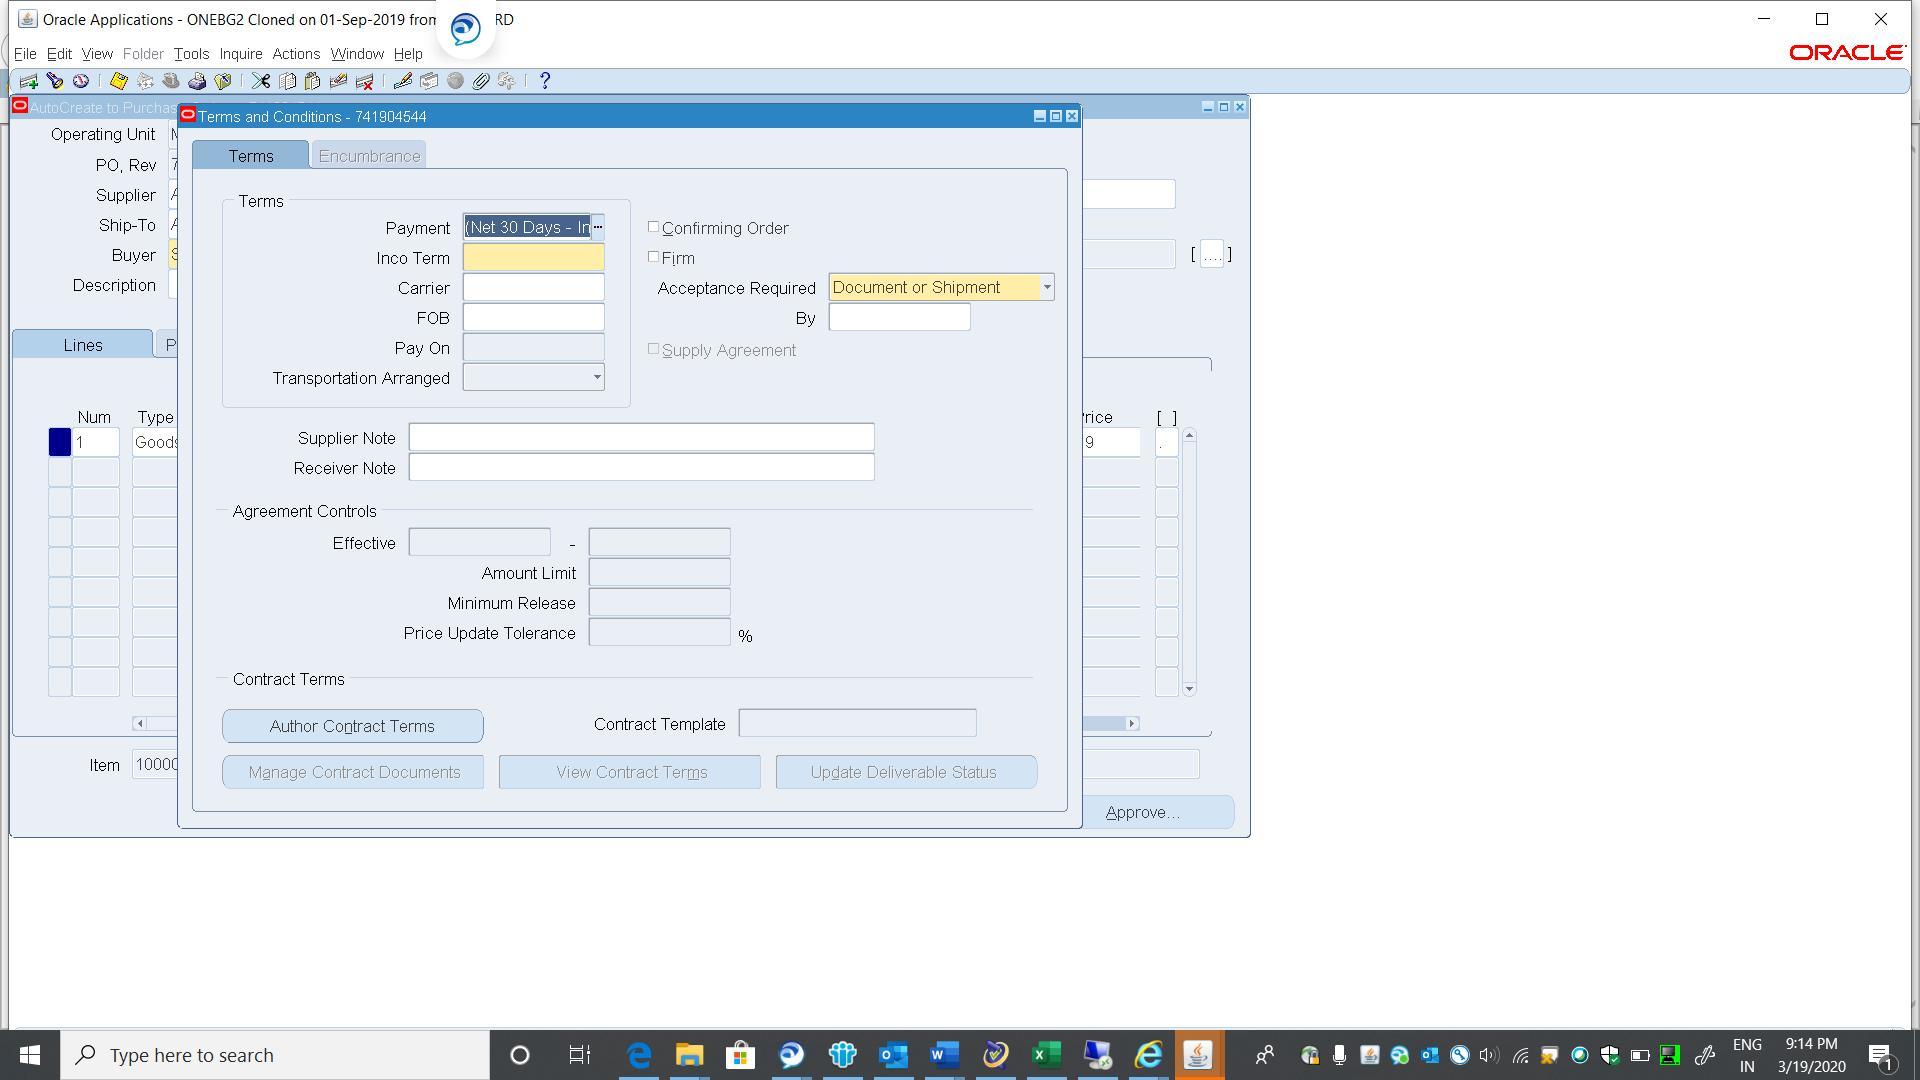 Oracle Applications - ONEBG2 Cloned on 01-Sep-2019 from RD
File Edit View Folder Tools Inquire Actions Window Help
ORACLE
AutoCreate to Purchas
Terms and Conditions - 741904544
Operating Unit
PO, Rev 7
Supplier
Ship-To
Buyer
Description
[ .... ]
Lines P
Num Type
1 Goods
rice [ ]
9 .
Item 10000
Approve...
Terms Encumbrance
Terms
Payment (Net 30 Days - In ...
Inco Term
Carrier
FOB
Pay On
Transportation Arranged
Confirming Order
Firm
Acceptance Required Document or Shipment
By
Supply Agreement
Supplier Note
Receiver Note
Agreement Controls
Effective -
Amount Limit
Minimum Release
Price Update Tolerance %
Contract Terms
Author Contract Terms Contract Template
Manage Contract Documents View Contract Terms Update Deliverable Status
Type here to search
ENG
IN
9:14 PM
3/19/2020
1